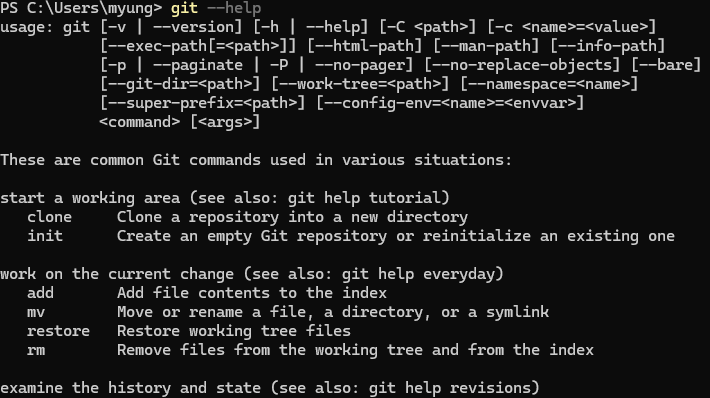 PS C:\Users\myung> git --help
usage: git [-v | --version] [-h | --help] [-C <path>] [-c <name>=<value>]
           [--exec-path[=<path>]] [--html-path] [--man-path] [--info-path]
           [-p | --paginate | -P | --no-pager] [--no-replace-objects] [--bare]
           [--git-dir=<path>] [--work-tree=<path>] [--namespace=<name>]
           [--super-prefix=<path>] [--config-env=<name>=<envvar>]
           <command> [<args>]

These are common Git commands used in various situations:

start a working area (see also: git help tutorial)
   clone     Clone a repository into a new directory
   init      Create an empty Git repository or reinitialize an existing one

work on the current change (see also: git help everyday)
   add       Add file contents to the index
   mv        Move or rename a file, a directory, or a symlink
   restore   Restore working tree files
   rm        Remove files from the working tree and from the index

examine the history and state (see also: git help revisions)